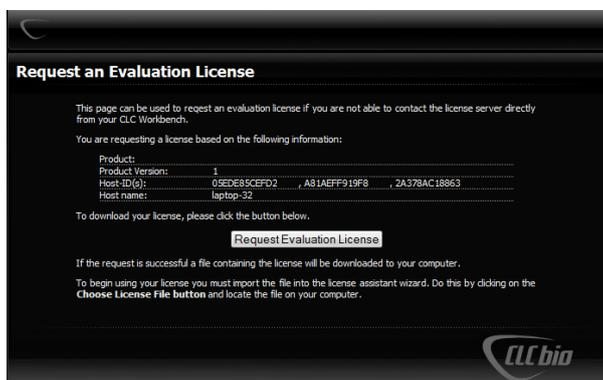 Request an Evaluation License
This page can be used to reqest an evaluation license if you are not able to contact the license server directly
from your CLC Workbench.
You are requesting a license based on the following information:
Product:
Product Version: 1
Host-ID(s): 05EDE85CEFD2 , A81AEFF919F8 , 2A378AC18863
Host name: laptop-32
To download your license, please click the button below.
Request Evaluation License
If the request is successful a file containing the license will be downloaded to your computer.
To begin using your license you must import the file into the license assistant wizard. Do this by clicking on the
Choose License File button and locate the file on your computer.
CLC bio